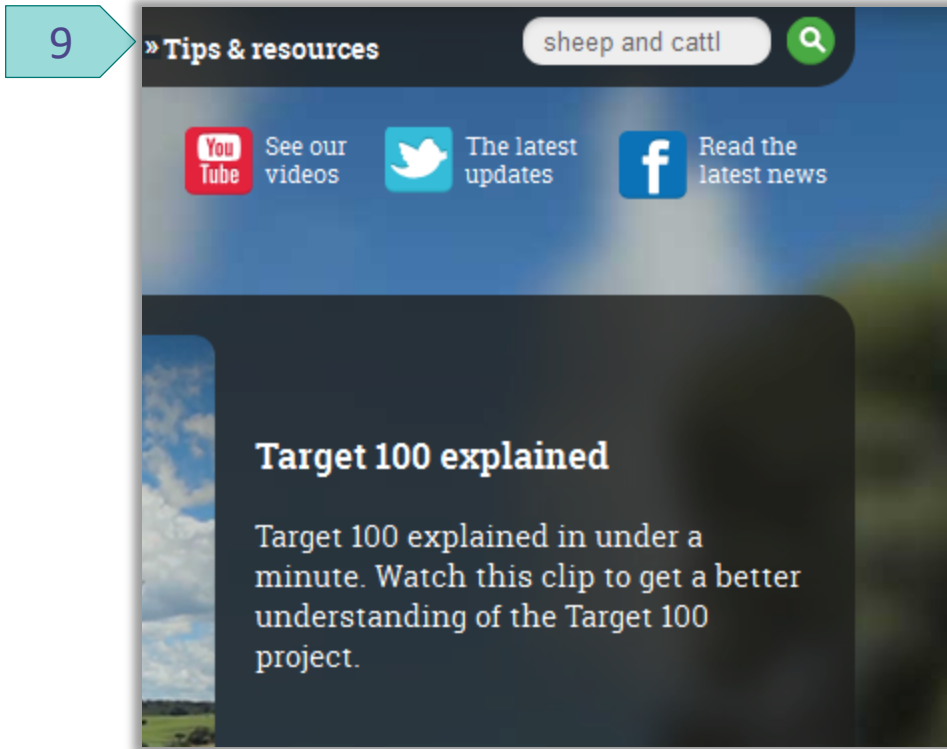 9
» Tips & resources
sheep and cattl
You
Tube
See our
videos
The latest
updates
f
Read the
latest news
Target 100 explained
Target 100 explained in under a
minute. Watch this clip to get a better
understanding of the Target 100
project.